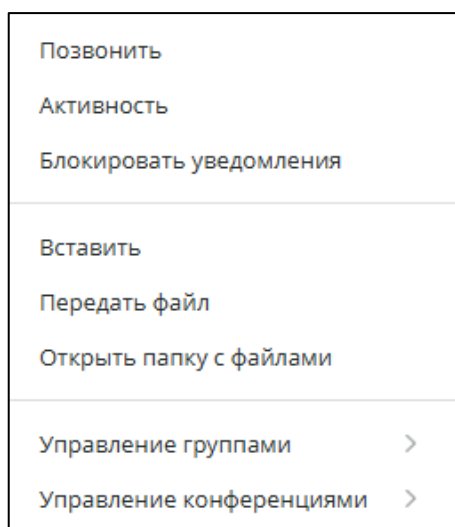 Позвонить
Активность
Блокировать уведомления
Вставить
Передать файл
Открыть папку с файлами
Управление группами
Управление конференциями